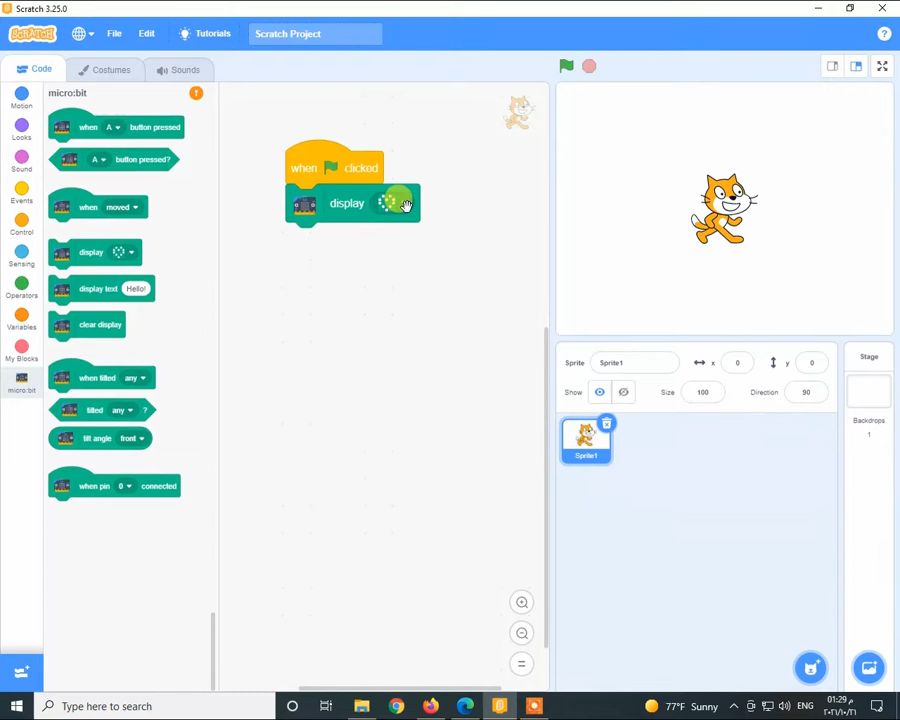 Scratch 3.25.0
SCRATCH File Edit Tutorials Scratch Project ?
Code Costumes Sounds
micro:bit !
Motion
Looks
Sound
Events
Control
Sensing
Operators
Variables
My Blocks
micro:bit
when A button pressed
A button pressed?
when moved
display
display text Hello!
clear display
when tilted any
tilted any ?
tilt angle front
when pin 0 connected
when clicked
display
Sprite Sprite1 x 0 y 0
Show Size 100 Direction 90
Sprite1
Stage
Backdrops
1
Type here to search
77°F Sunny
ENG
01:29 م
٢٠٢١/١٠/٢١